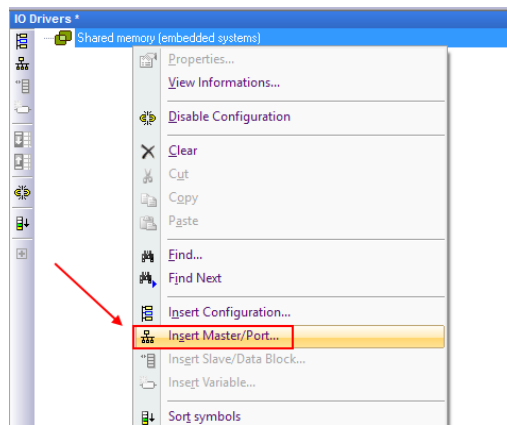 IO Drivers *
Shared memory (embedded systems)
Properties...
View Informations...
Disable Configuration
Clear
Cut
Copy
Paste
Find...
Find Next
Insert Configuration...
Insert Master/Port...
Insert Slave/Data Block...
Insert Variable...
Sort symbols